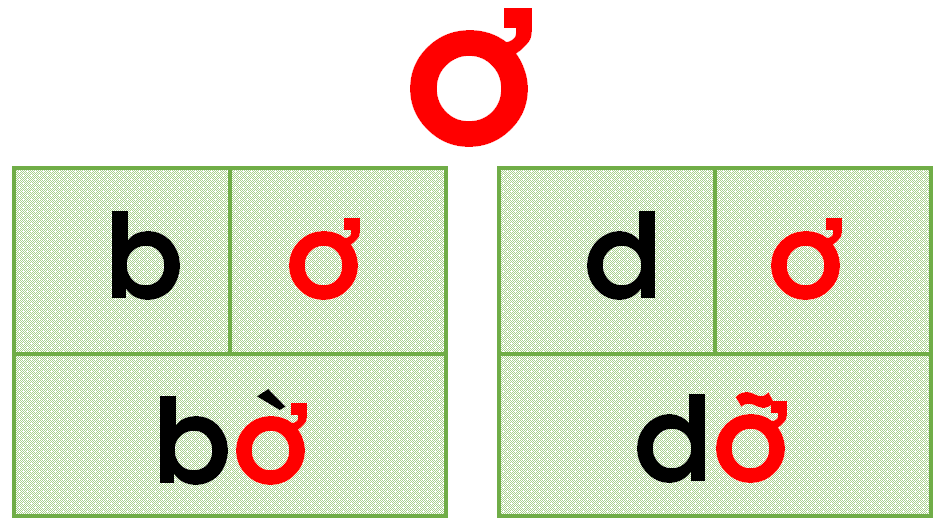 ơ
b ơ d ơ
bờ dỡ